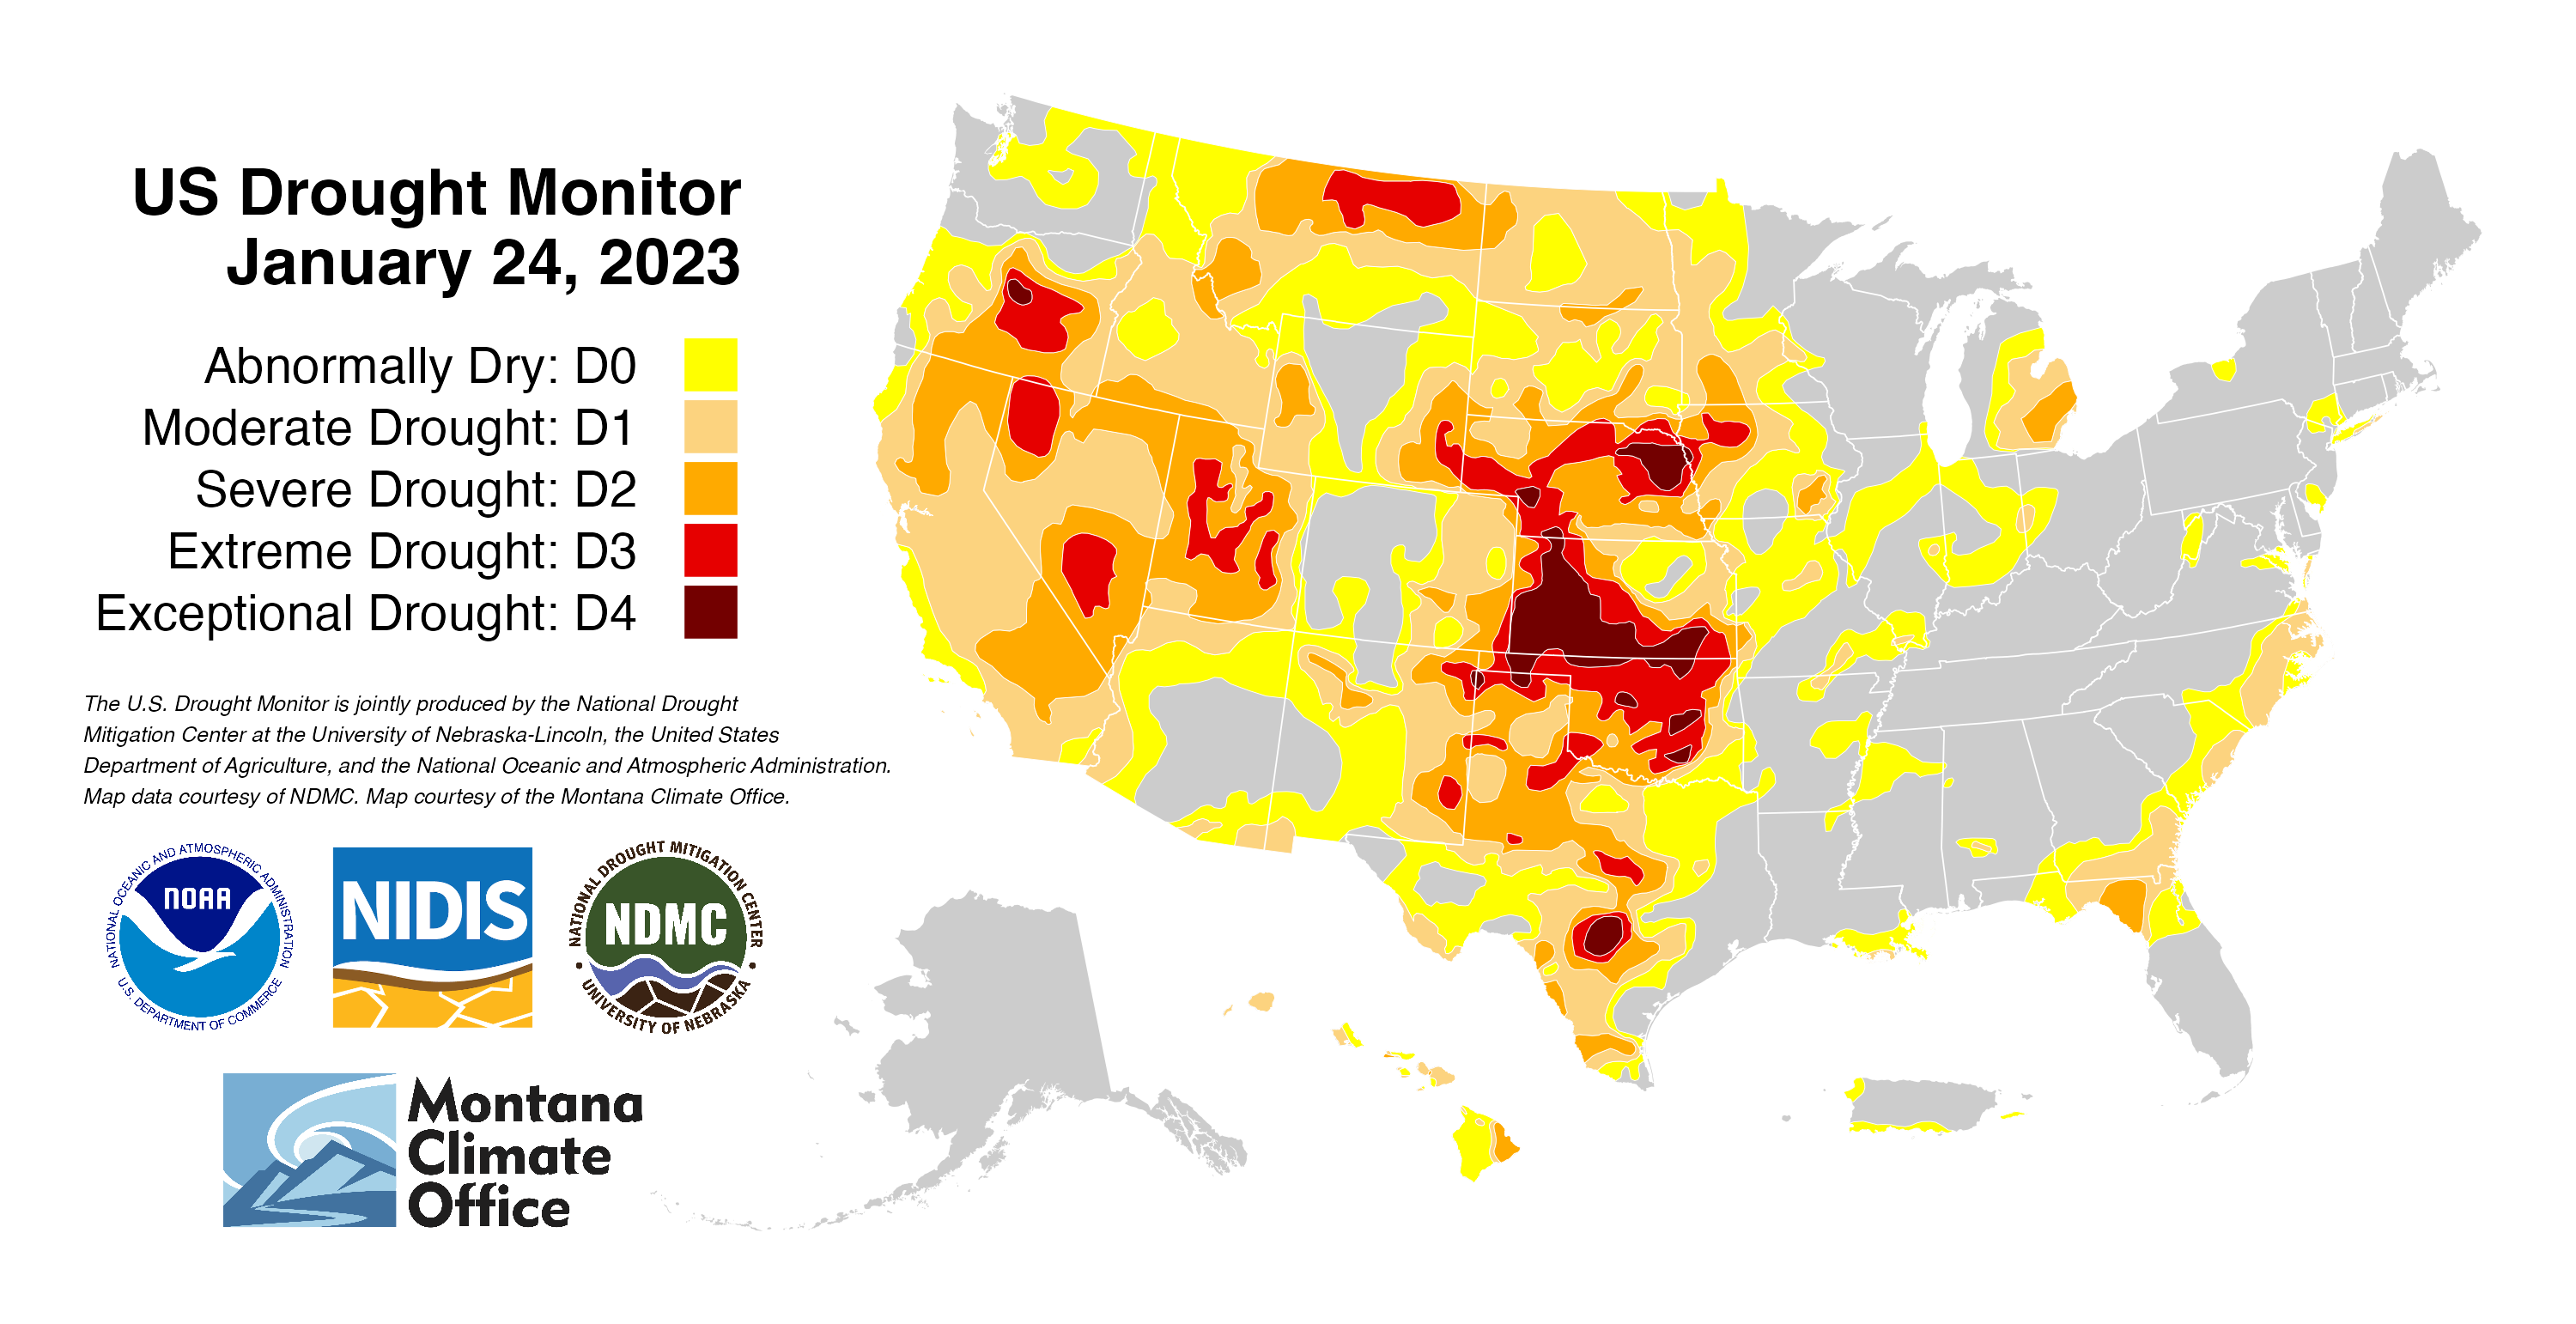 US Drought Monitor
January 24, 2023
Abnormally Dry: D0
Moderate Drought: D1
Severe Drought: D2
Extreme Drought: D3
Exceptional Drought: D4
The U.S. Drought Monitor is jointly produced by the National Drought
Mitigation Center at the University of Nebraska-Lincoln, the United States
Department of Agriculture, and the National Oceanic and Atmospheric Administration.
Map data courtesy of NDMC. Map courtesy of the Montana Climate Office.
NATIONAL OCEANIC AND ATMOSPHERIC ADMINISTRATION
NOAA
U.S. DEPARTMENT OF COMMERCE
NIDIS
NATIONAL DROUGHT MITIGATION CENTER
NDMC
• UNIVERSITY OF NEBRASKA •
Montana
Climate
Office